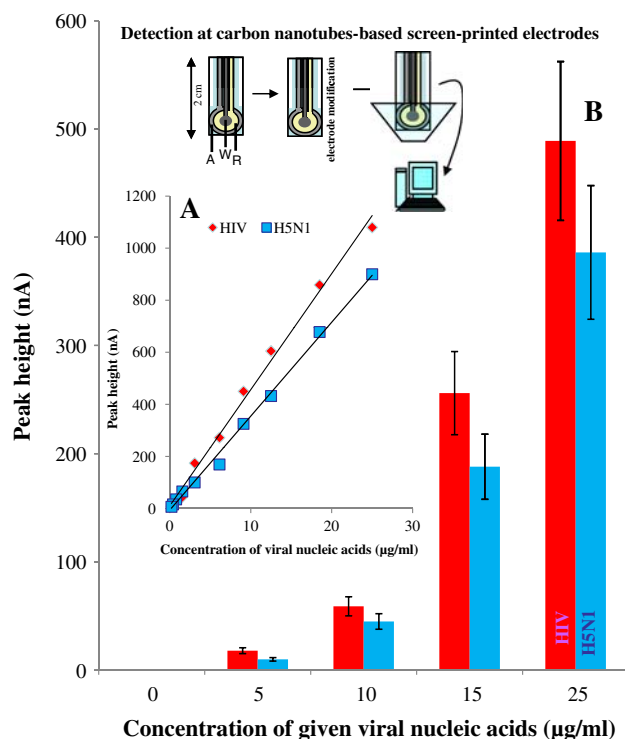 Detection at carbon nanotubes-based screen-printed electrodes
2 cm
electrode modification
A
W
R
B
A
HIV
H5N1
1200
1000
800
600
400
200
0
0
10
20
30
Peak height (nA)
Concentration of viral nucleic acids (µg/ml)
600
500
400
300
200
100
0
Peak height (nA)
HIV
H5N1
0
5
10
15
25
Concentration of given viral nucleic acids (µg/ml)